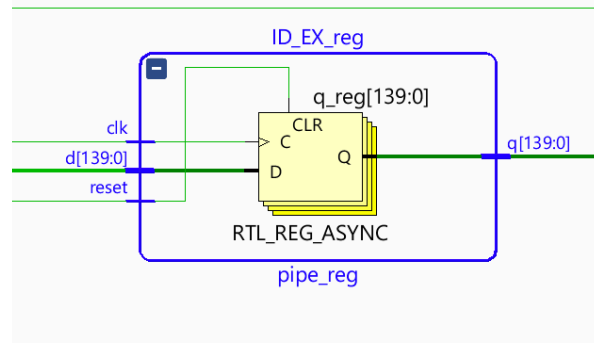 ID_EX_reg
q_reg[139:0]
clk
CLR
C
q[139:0]
d[139:0]
Q
D
reset
RTL_REG_ASYNC
pipe_reg